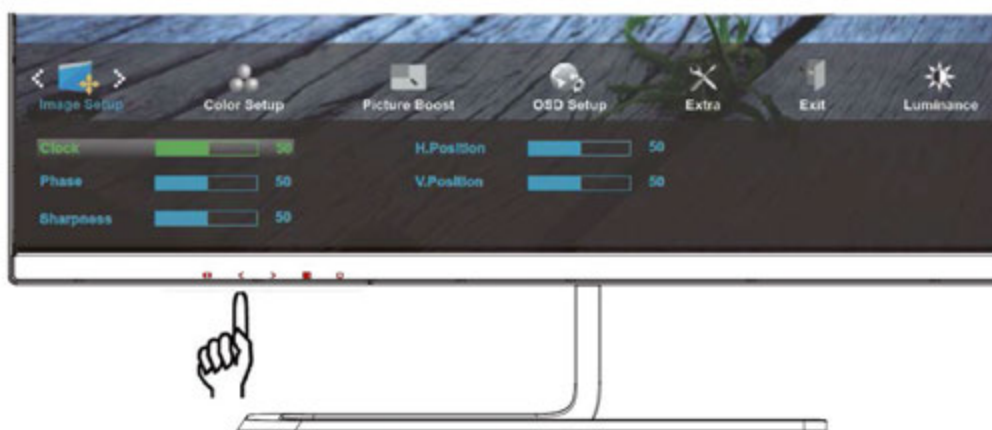 Image Setup Color Setup Picture Boost OSD Setup Extra Exit Luminance
Clock 50 H.Position 50
Phase 50 V.Position 50
Sharpness 50